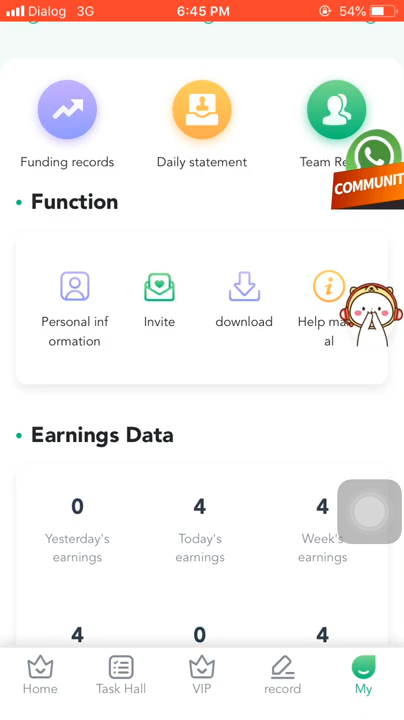 Dialog 3G 6:45 PM 54%
Funding records Daily statement Team Re
COMMUNIT
Function
Personal inf Invite download Help ma
ormation al
Earnings Data
0 4 4
Yesterday's Today's Week's
earnings earnings earnings
4 0 4
Home Task Hall VIP record My